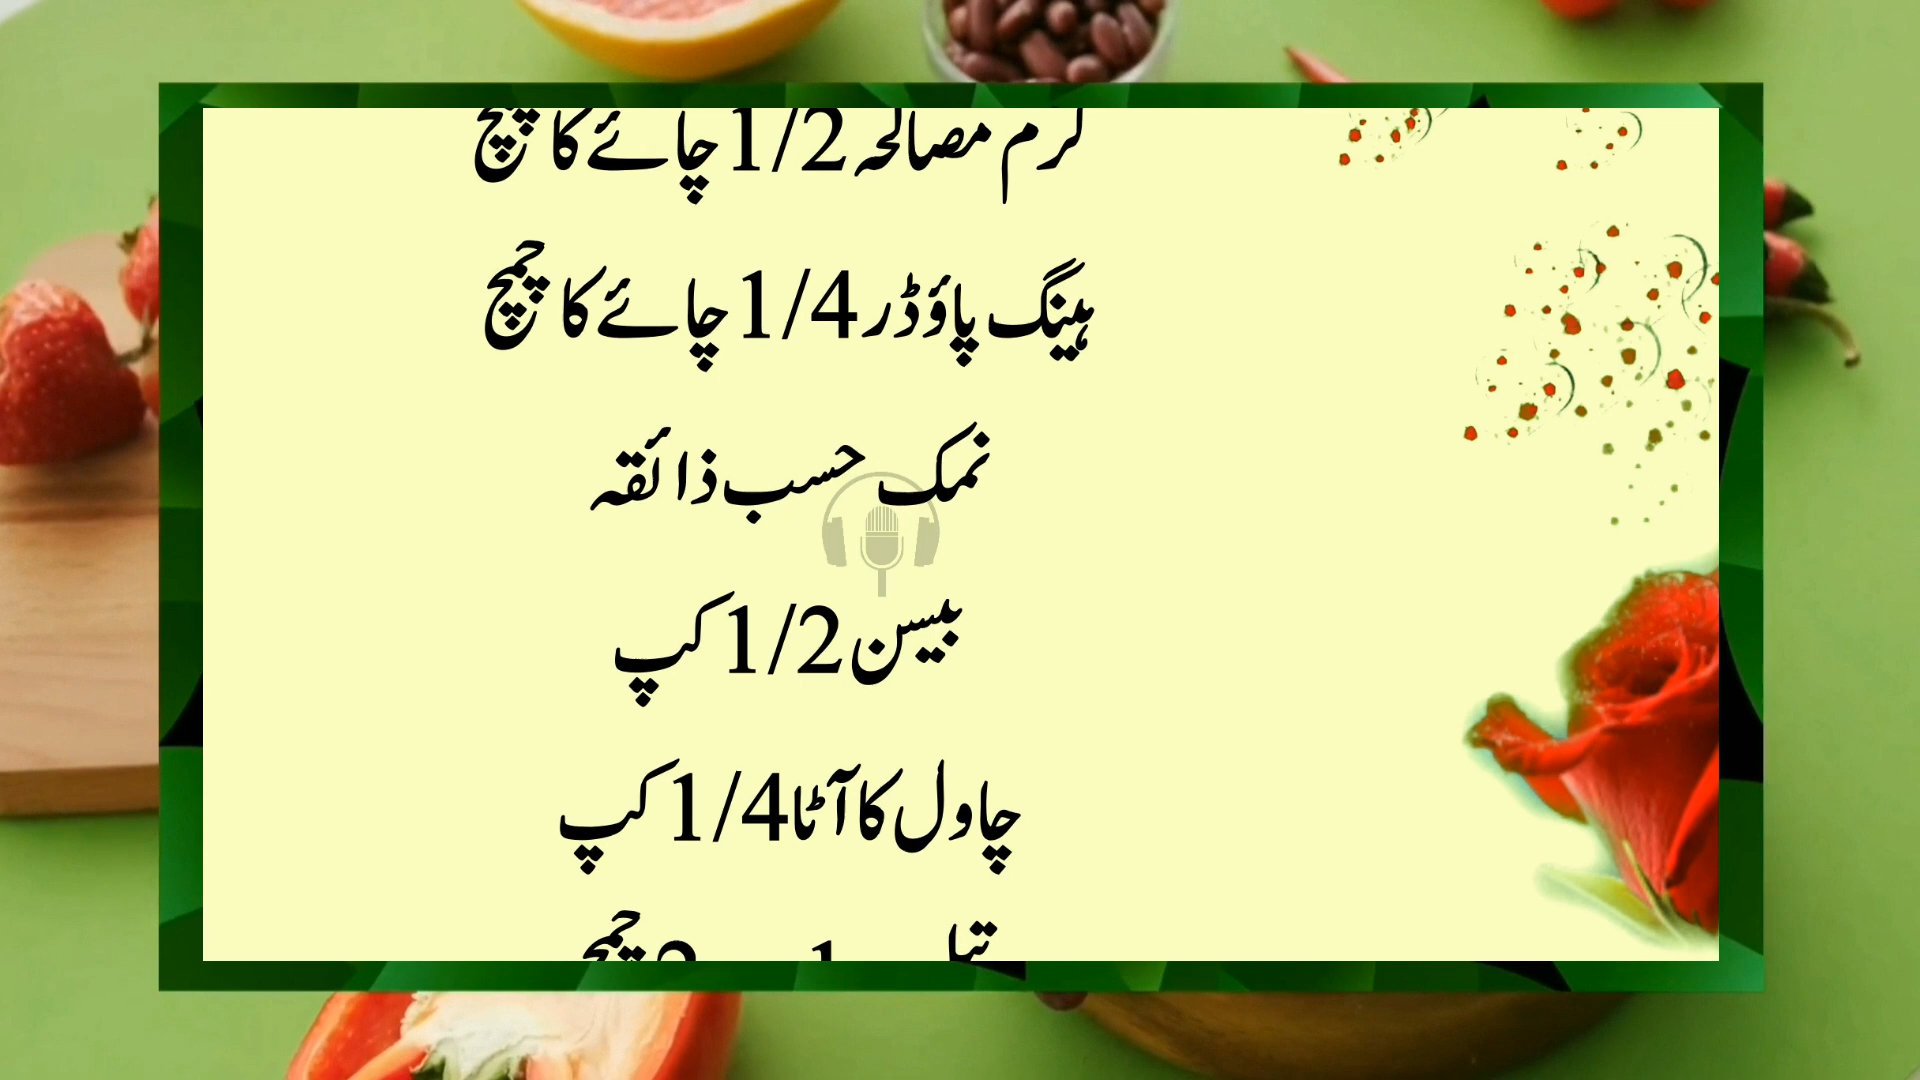 گرم مصالحہ 1/2 چائے کا چمچ
ہینگ پاؤڈر 1/4 چائے کا چمچ
نمک حسب ذائقہ
بیسن 1/2 کپ
چاول کا آٹا 1/4 کپ